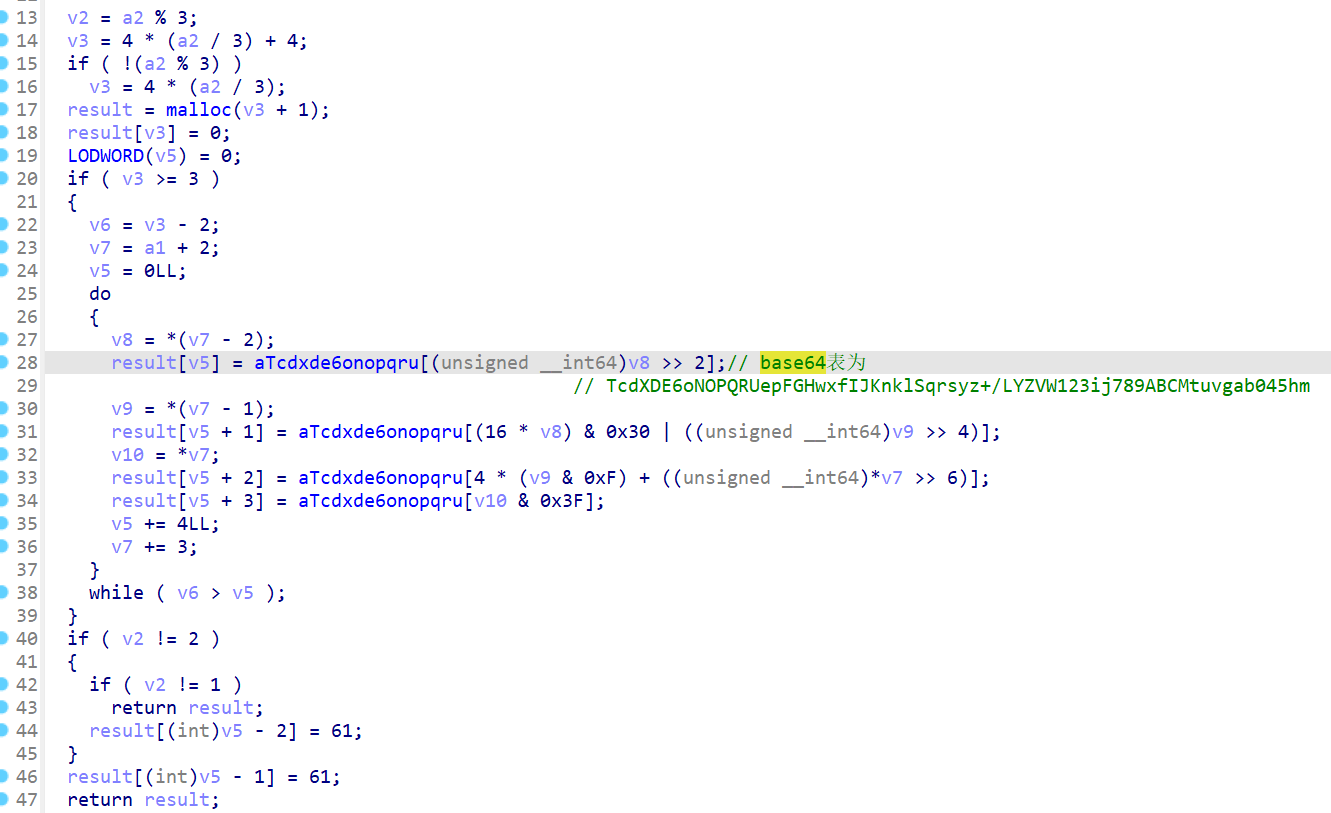 13 v2 = a2 % 3;
14 v3 = 4 * (a2 / 3) + 4;
15 if ( !(a2 % 3) )
16 v3 = 4 * (a2 / 3);
17 result = malloc(v3 + 1);
18 result[v3] = 0;
19 LODWORD(v5) = 0;
20 if ( v3 >= 3 )
21 {
22 v6 = v3 - 2;
23 v7 = a1 + 2;
24 v5 = 0LL;
25 do
26 {
27 v8 = *(v7 - 2);
28 result[v5] = aTcdxde6onopqru[(unsigned __int64)v8 >> 2];// base64表为
29 // TcdXDE6oNOPQRUepFGHwxfIJKnklSqrsyz+/LYZVW123ij789ABCMtuvgab045hm
30 v9 = *(v7 - 1);
31 result[v5 + 1] = aTcdxde6onopqru[(16 * v8) & 0x30 | ((unsigned __int64)v9 >> 4)];
32 v10 = *v7;
33 result[v5 + 2] = aTcdxde6onopqru[4 * (v9 & 0xF) + ((unsigned __int64)*v7 >> 6)];
34 result[v5 + 3] = aTcdxde6onopqru[v10 & 0x3F];
35 v5 += 4LL;
36 v7 += 3;
37 }
38 while ( v6 > v5 );
39 }
40 if ( v2 != 2 )
41 {
42 if ( v2 != 1 )
43 return result;
44 result[(int)v5 - 2] = 61;
45 }
46 result[(int)v5 - 1] = 61;
47 return result;